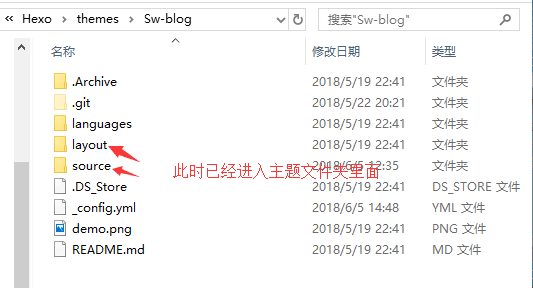 « Hexo > themes > Sw-blog
搜索"Sw-blog"
名称 修改日期 类型
.Archive 2018/5/19 22:41 文件夹
.git 2018/5/22 20:21 文件夹
languages 2018/5/19 22:41 文件夹
layout 2018/5/19 22:41 文件夹
source 此时已经进入主题文件夹里面 2018/6/5 12:35 文件夹
.DS_Store 2018/5/19 22:41 DS_STORE 文件
_config.yml 2018/6/5 14:48 YML 文件
demo.png 2018/5/19 22:41 PNG 文件
README.md 2018/5/19 22:41 MD 文件